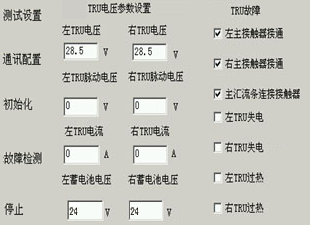 测试设置
通讯配置
初始化
故障检测
停止
TRU电压参数设置
左TRU电压 右TRU电压
28.5 V 28.5 V
左TRU脉动电压 右TRU脉动电压
0 V 0 V
左TRU电流 右TRU电流
0 A 0 A
左蓄电池电压 右蓄电池电压
24 V 24 V
TRU故障
左主接触器接通
右主接触器接通
主汇流条连接接触器
左TRU失电
右TRU失电
左TRU过热
右TRU过热